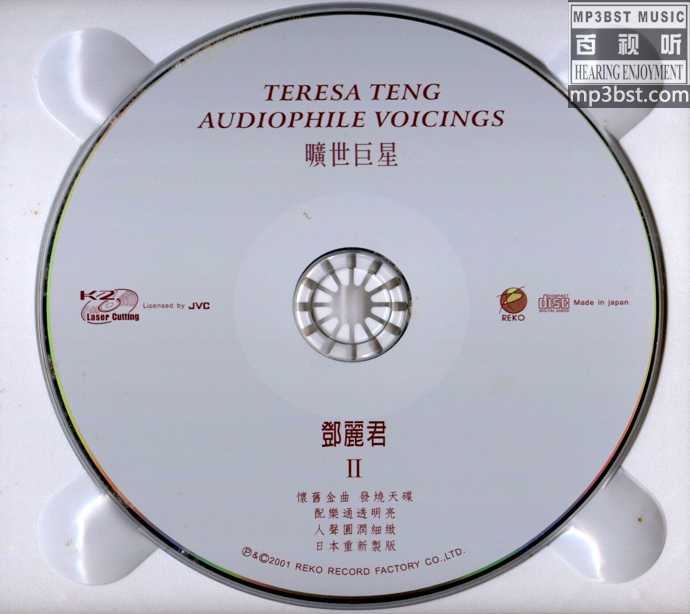 MP3BST MUSIC
百视听
HEARING ENJOYMENT
mp3bst.com
TERESA TENG
AUDIOPHILE VOICINGS
曠世巨星
K2
Laser Cutting
Licensed by JVC
REKO
COMPACT
disc
DIGITAL AUDIO
Made in japan
鄧麗君
II
懷舊金曲 發燒天碟
配樂通透明亮
人聲圓潤細緻
日本重新製版
Ⓟ&©2001 REKO RECORD FACTORY CO.,LTD.